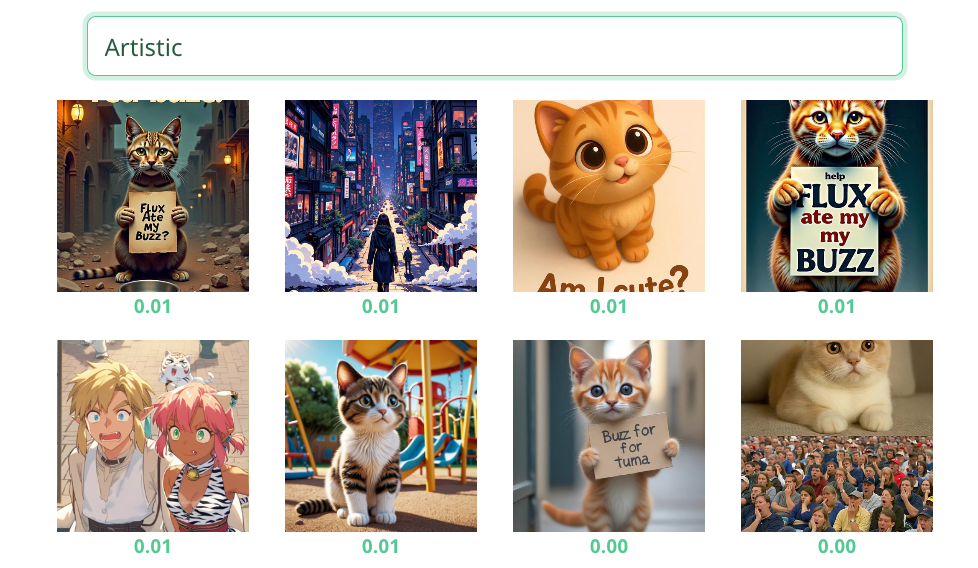 Artistic
FLUX
Ate
my
BUZZ?
help
FLUX
ate my
my
BUZZ
Am I cute?
0.01
0.01
0.01
0.01
Buzz for
for
tuma
0.01
0.01
0.00
0.00